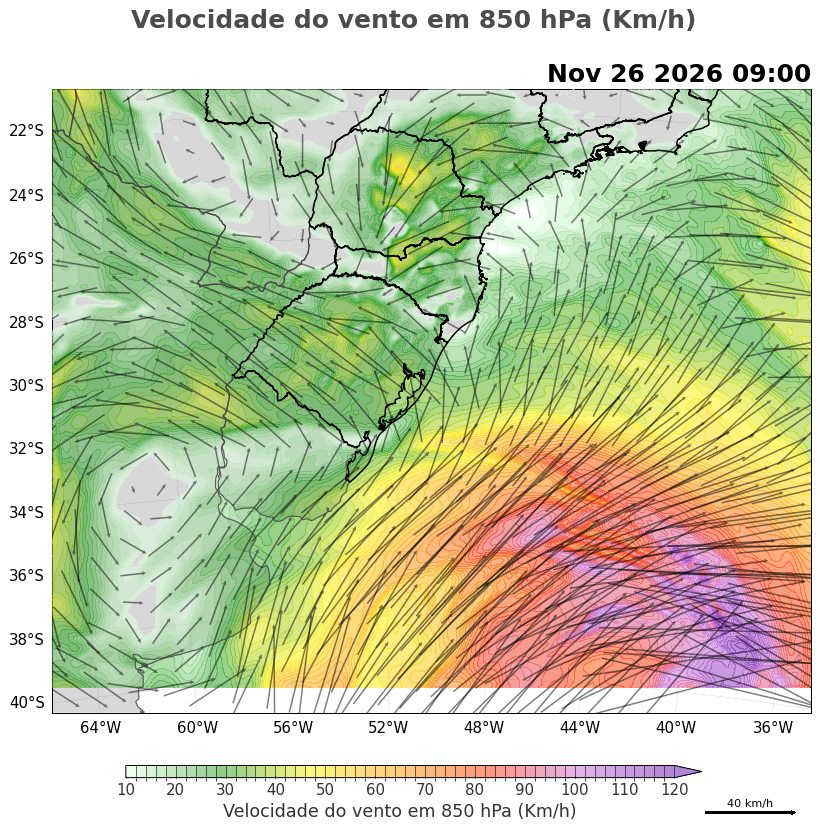 Velocidade do vento em 850 hPa (Km/h)
Nov 26 2026 09:00
22°S
24°S
26°S
28°S
30°S
32°S
34°S
36°S
38°S
40°S
64°W 60°W 56°W 52°W 48°W 44°W 40°W 36°W
10 20 30 40 50 60 70 80 90 100 110 120
Velocidade do vento em 850 hPa (Km/h)
40 km/h